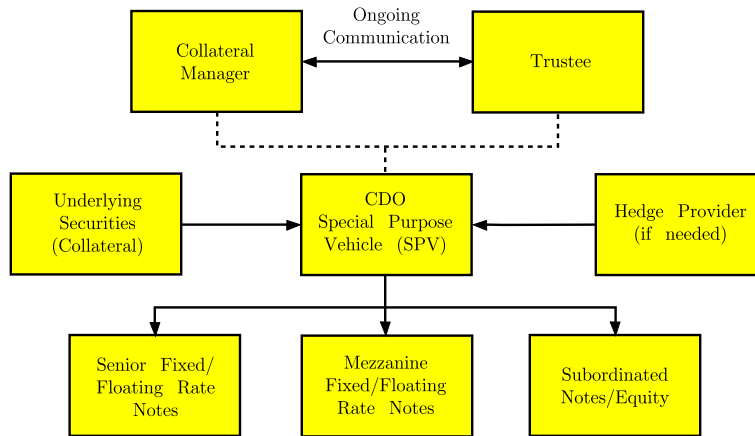 Ongoing
Communication
Collateral
Manager
Trustee
Underlying
Securities
(Collateral)
CDO
Special Purpose
Vehicle (SPV)
Hedge Provider
(if needed)
Senior Fixed/
Floating Rate
Notes
Mezzanine
Fixed/Floating
Rate Notes
Subordinated
Notes/Equity